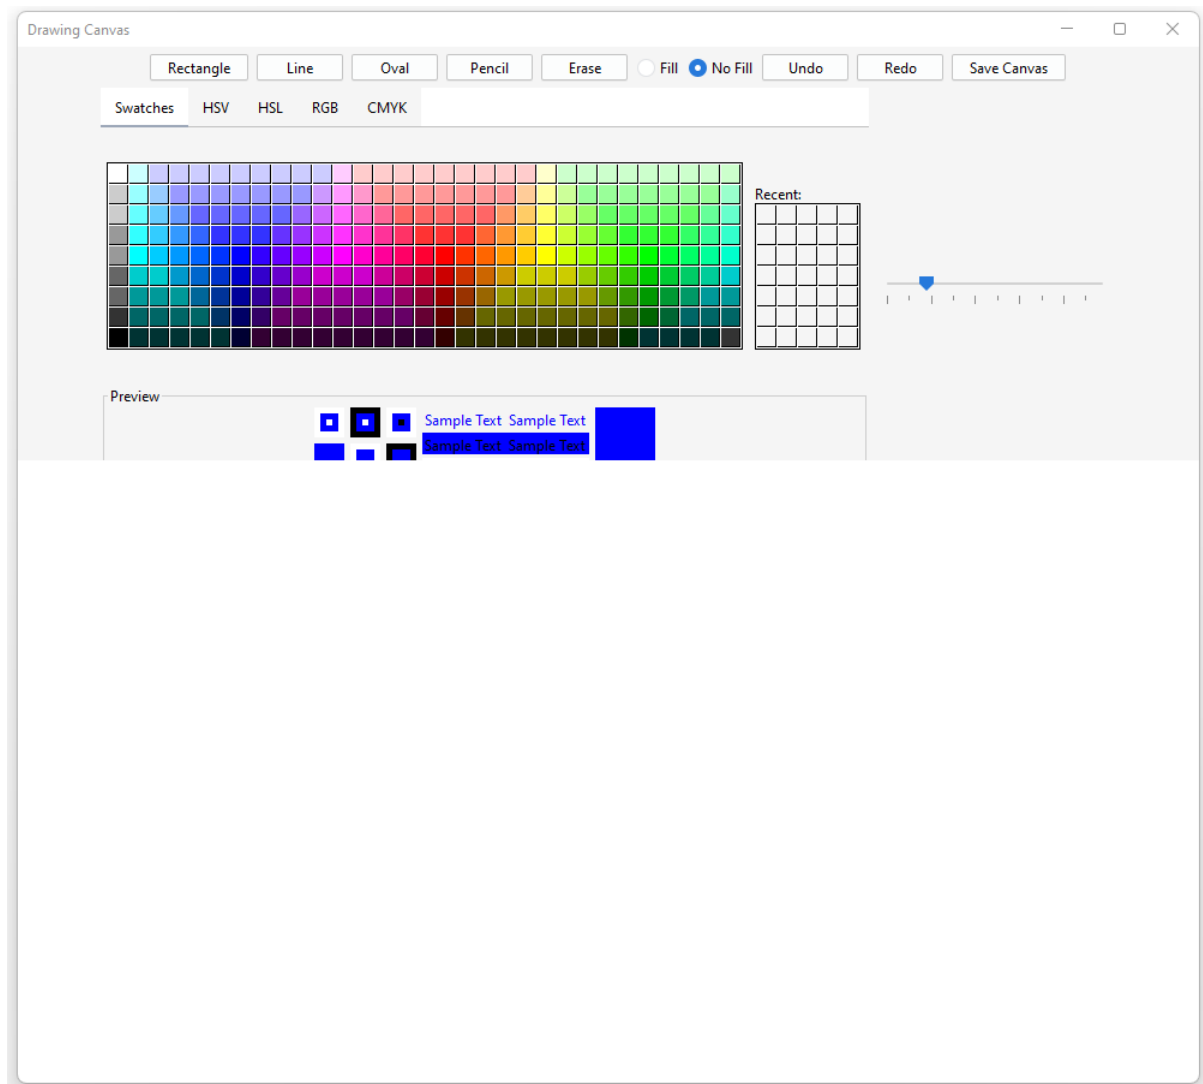 Drawing Canvas
Rectangle Line Oval Pencil Erase Fill No Fill Undo Redo Save Canvas
Swatches HSV HSL RGB CMYK
Recent:
Preview
Sample Text Sample Text
Sample Text Sample Text